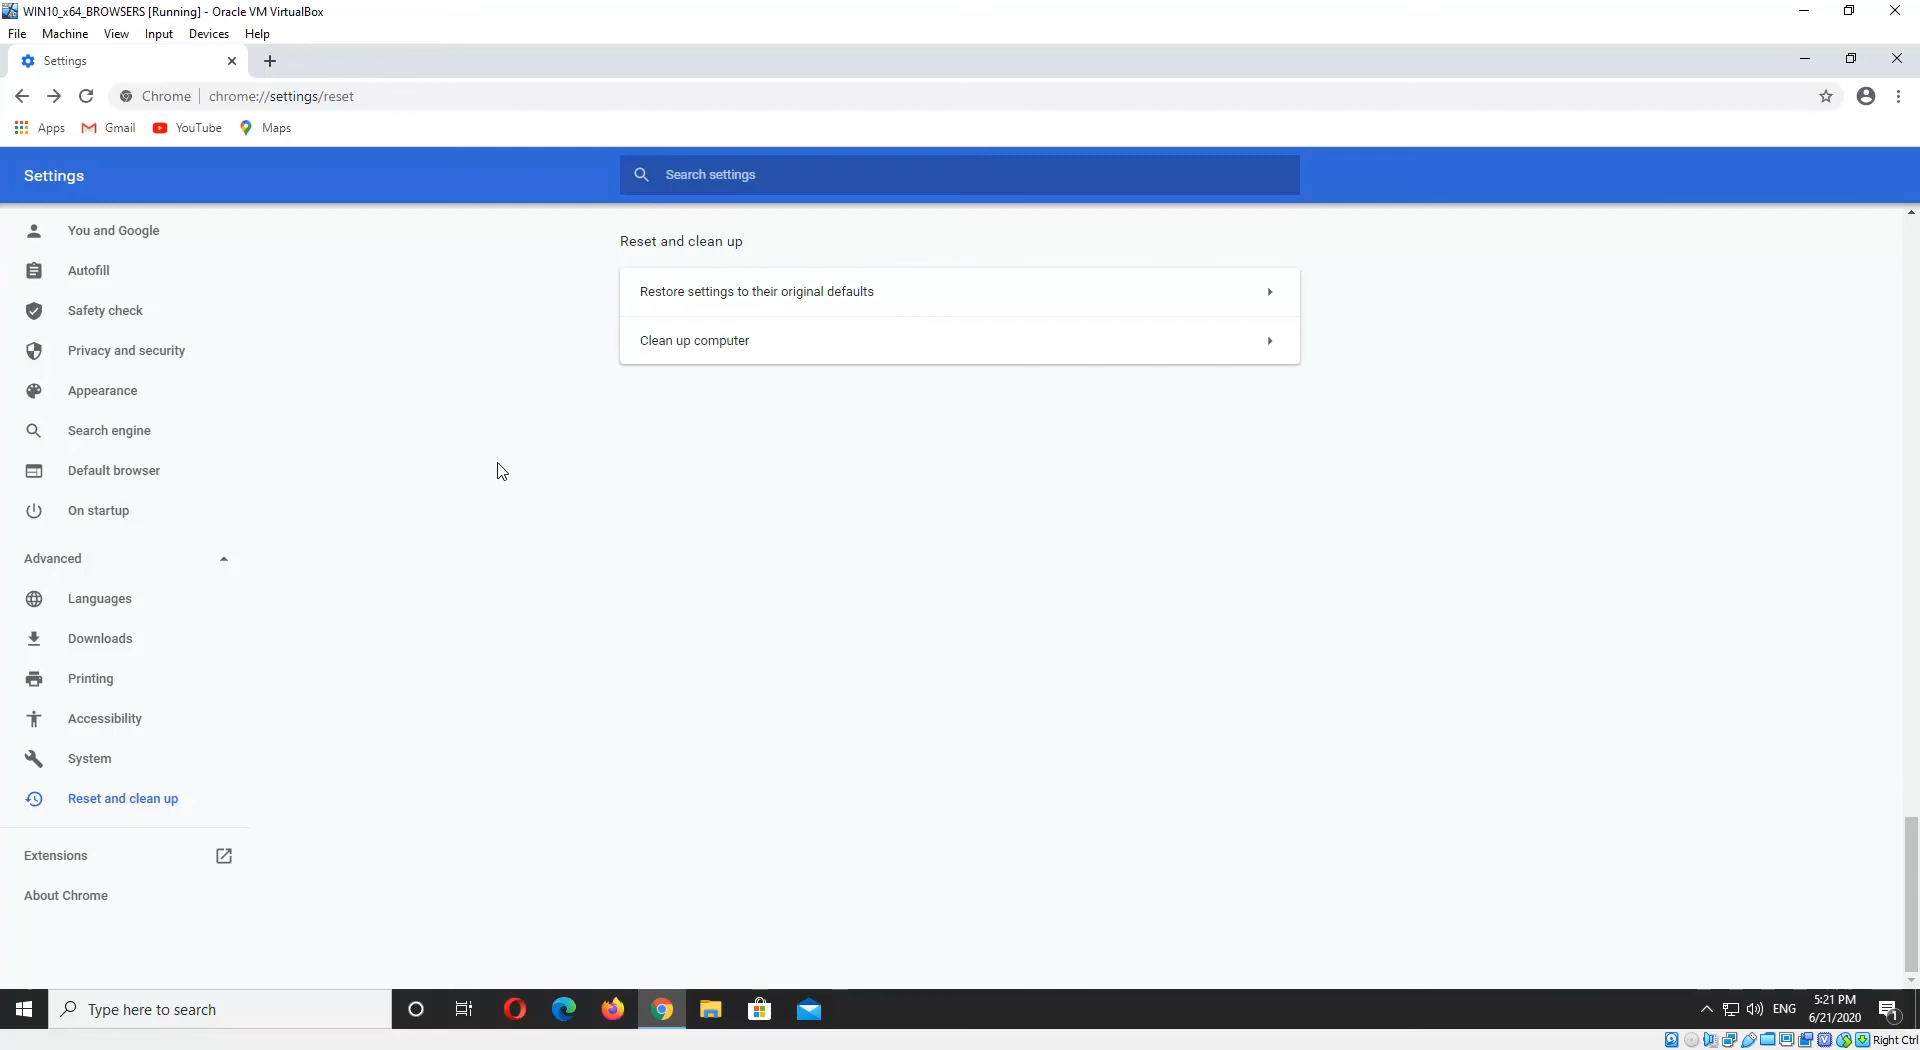 WIN10_x64_BROWSERS [Running] - Oracle VM VirtualBox
File Machine View Input Devices Help
Settings
Chrome chrome://settings/reset
Apps Gmail YouTube Maps
Settings
Search settings
You and Google
Autofill
Safety check
Privacy and security
Appearance
Search engine
Default browser
On startup
Advanced
Languages
Downloads
Printing
Accessibility
System
Reset and clean up
Extensions
About Chrome
Reset and clean up
Restore settings to their original defaults
Clean up computer
Type here to search
ENG
5:21 PM
6/21/2020
1
Right Ctrl